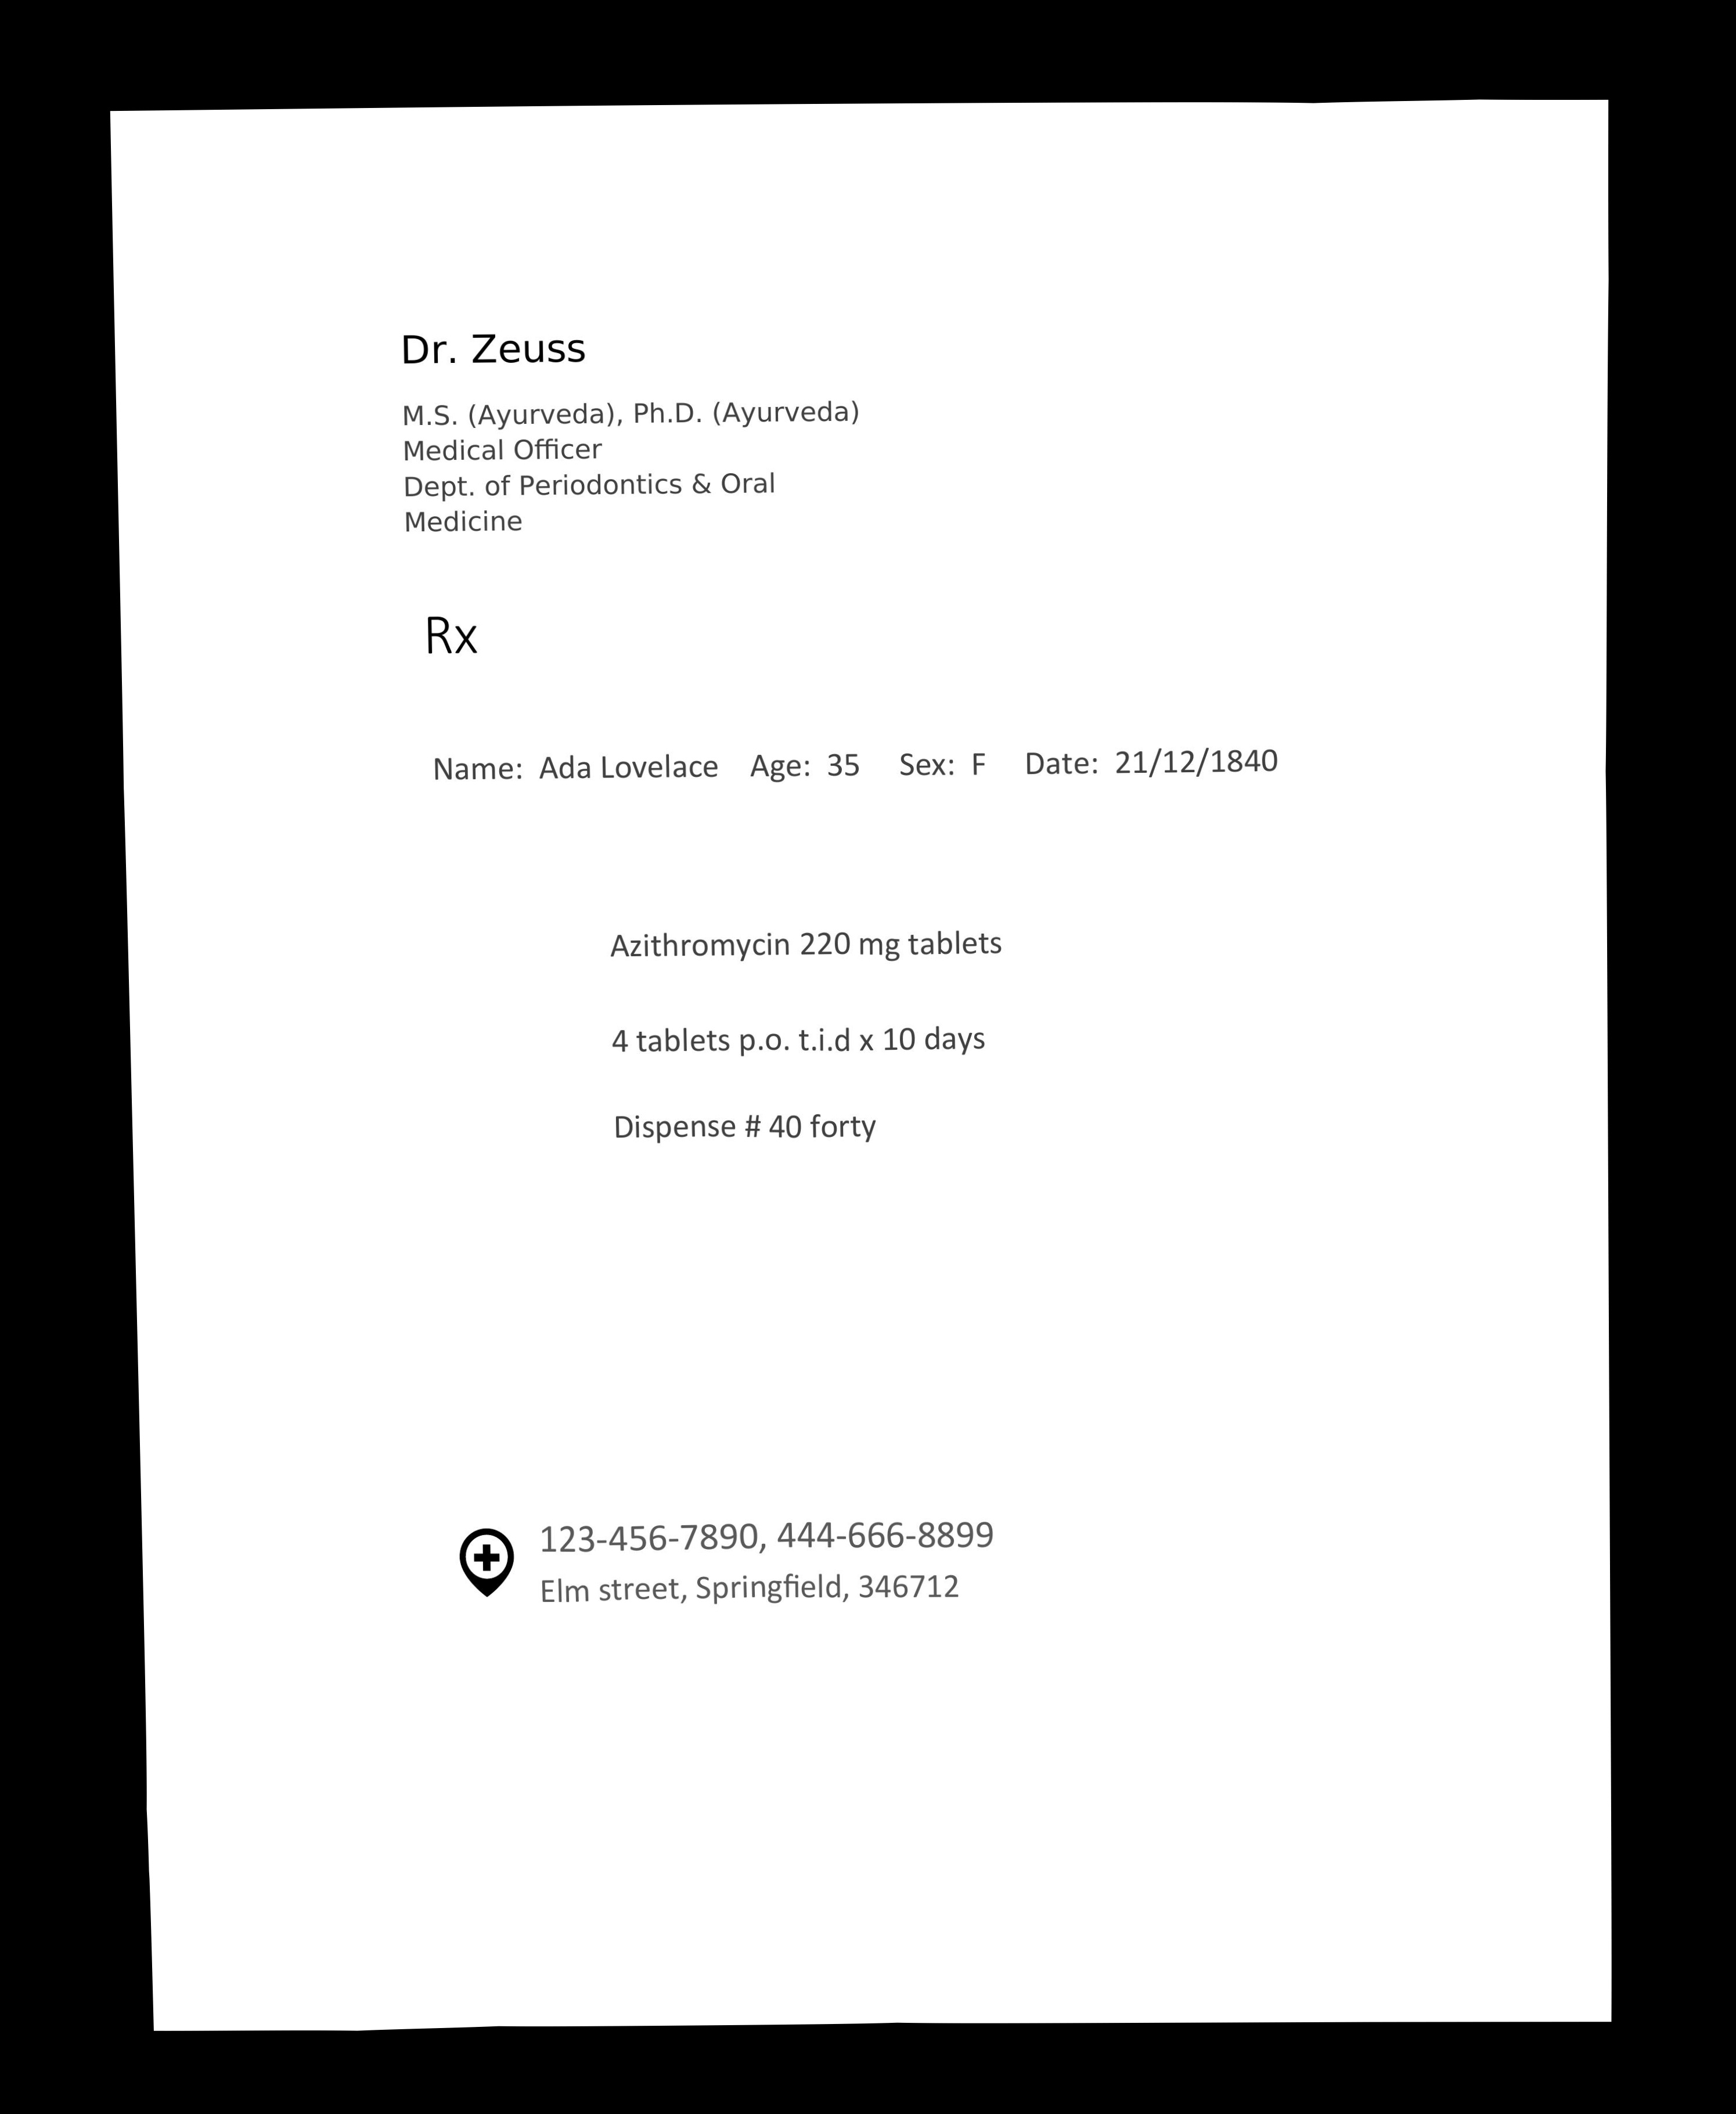 Dr. Zeuss
M.S. (Ayurveda), Ph.D. (Ayurveda)
Medical Officer
Dept. of Periodontics & Oral
Medicine
Rx
Name: Ada Lovelace Age: 35 Sex: F Date: 21/12/1840
Azithromycin 220 mg tablets
4 tablets p.o. t.i.d x 10 days
Dispense # 40 forty
123-456-7890, 444-666-8899
Elm street, Springfield, 346712